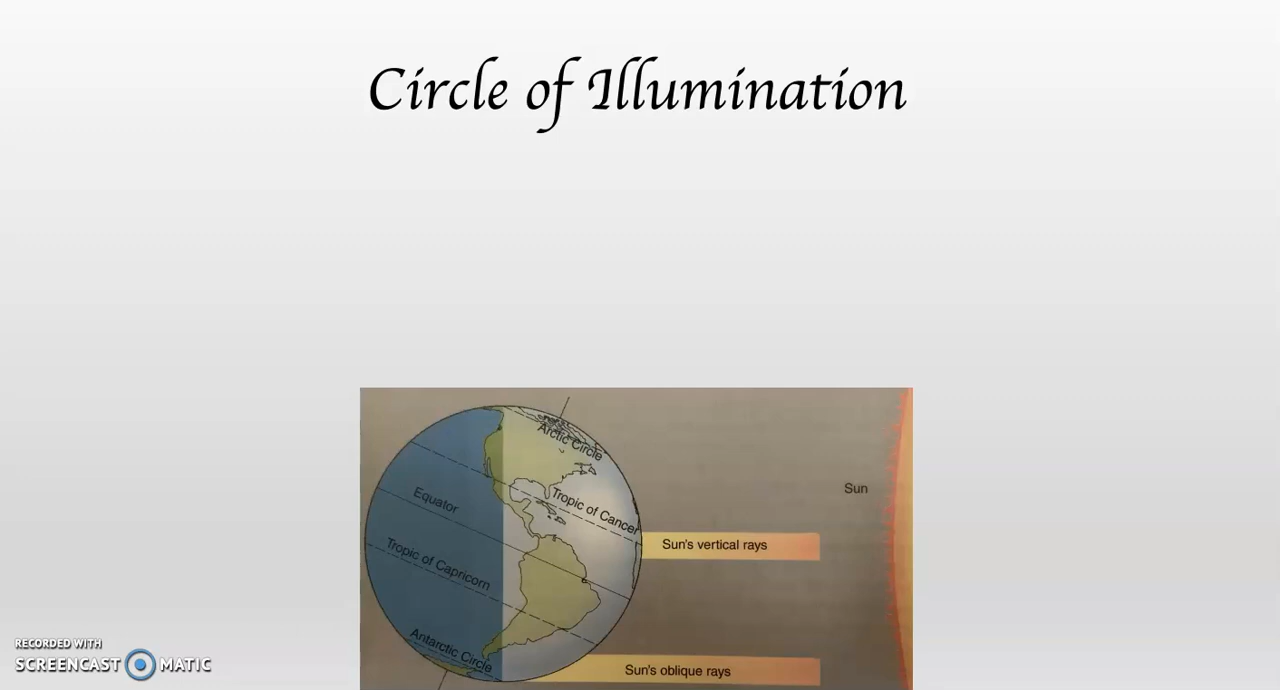 Circle of Illumination
Arctic Circle
Sun
Equator
Tropic of Cancer
Sun's vertical rays
Tropic of Capricorn
Antarctic Circle
Sun's oblique rays
RECORDED WITH
SCREENCAST MATIC